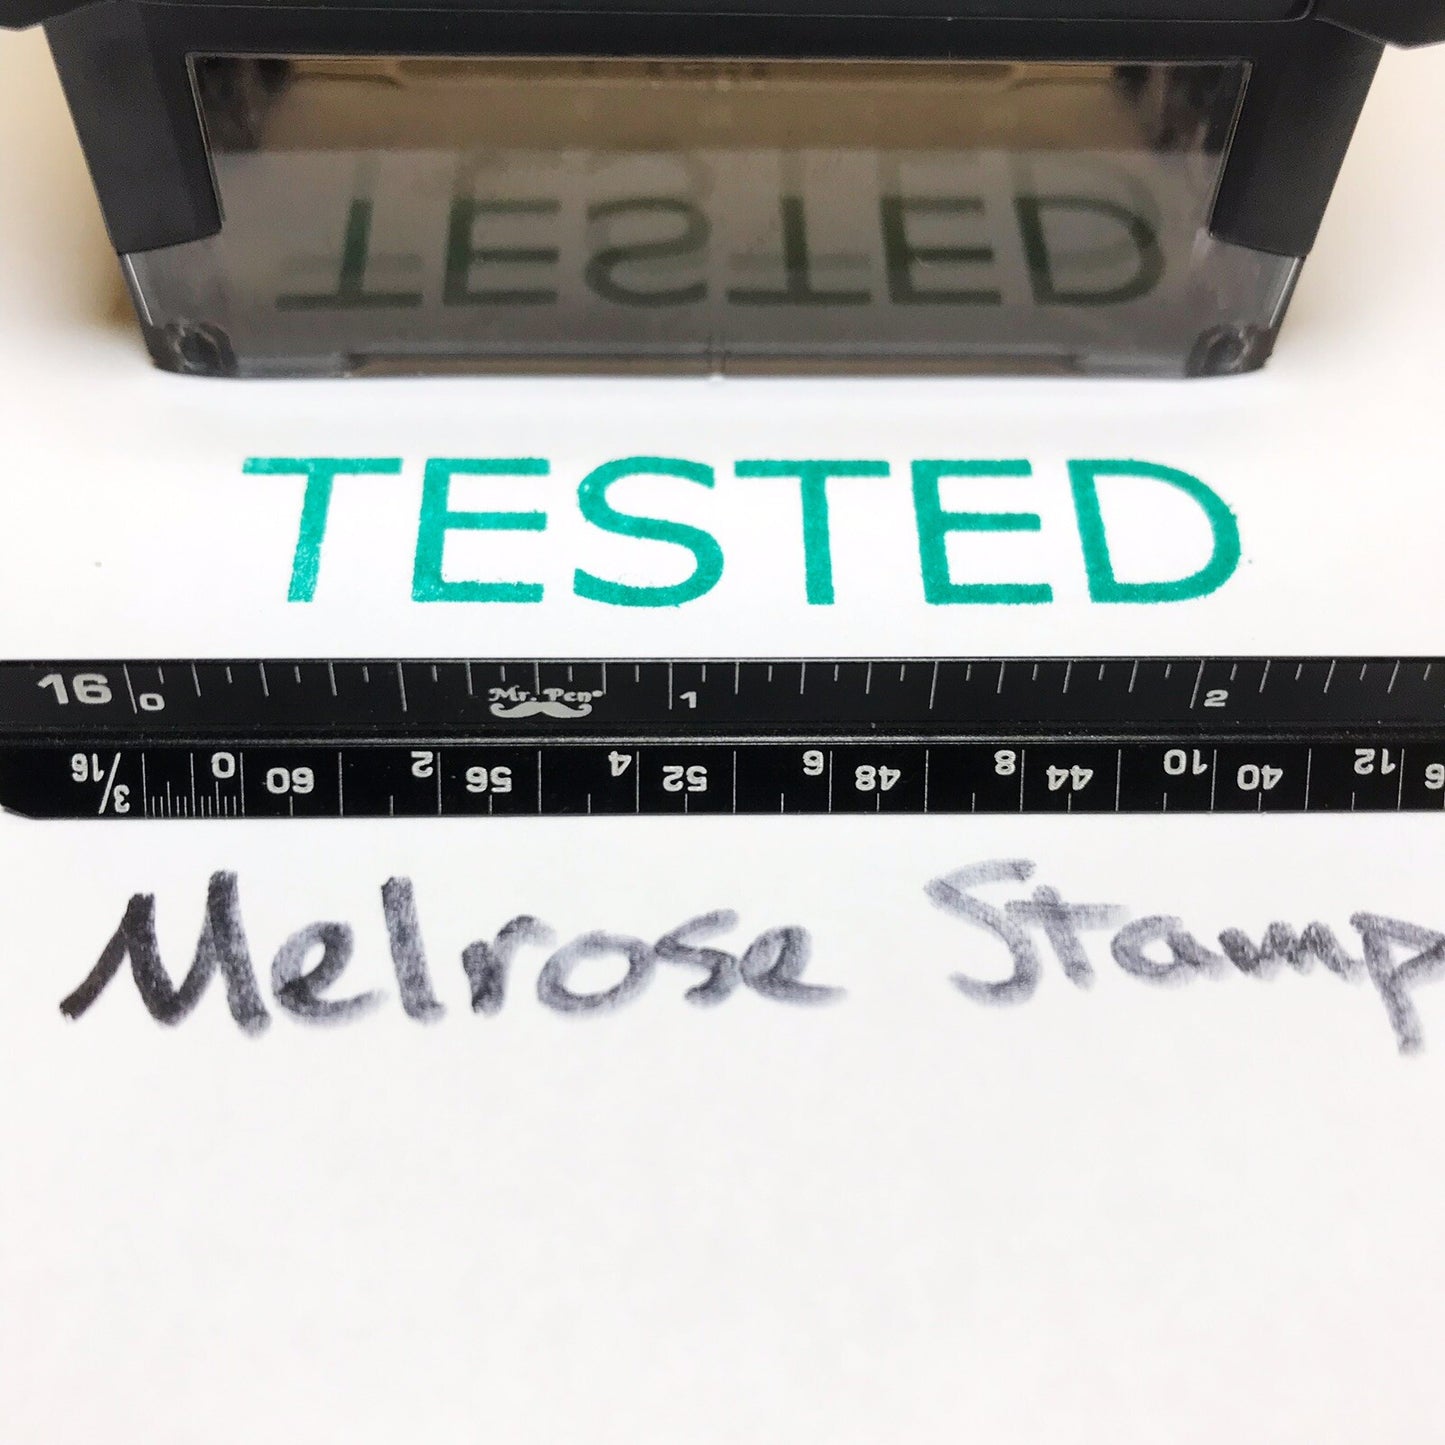 TESTED
TESTED
16 0 Mr. Pen® 1 2
3/16 0 60 2 56 4 52 6 48 8 44 10 40 12
Melrose Stamp